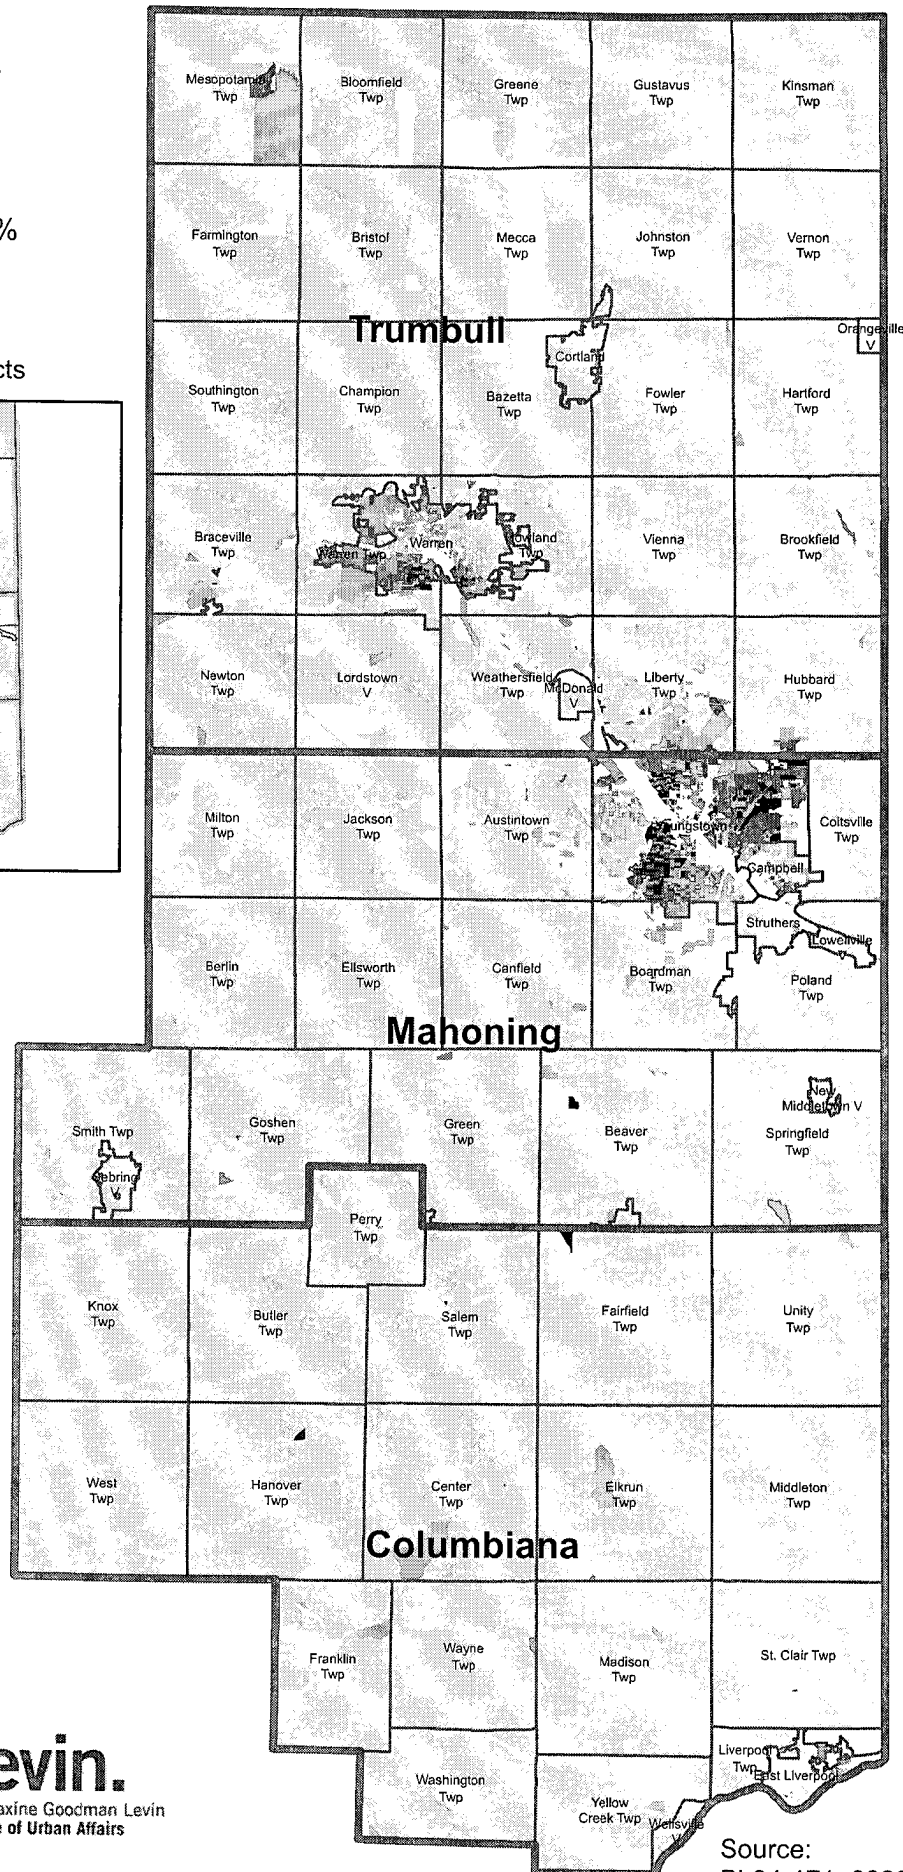 %
cts
Mesopotamia
Twp
Bloomfield
Twp
Greene
Twp
Gustavus
Twp
Kinsman
Twp
Farmington
Twp
Bristol
Twp
Mecca
Twp
Johnston
Twp
Vernon
Twp
Trumbull
Orangeville
V
Cortland
Southington
Twp
Champion
Twp
Bazetta
Twp
Fowler
Twp
Hartford
Twp
Braceville
Twp
Warren Twp
Warren
Howland
Twp
Vienna
Twp
Brookfield
Twp
Newton
Twp
Lordstown
V
Weathersfield
Twp
McDonald
V
Liberty
Twp
Hubbard
Twp
Milton
Twp
Jackson
Twp
Austintown
Twp
Youngstown
Coitsville
Twp
Campbell
Struthers
Lowellville
Berlin
Twp
Ellsworth
Twp
Canfield
Twp
Boardman
Twp
Poland
Twp
Mahoning
Smith Twp
Sebring
V
Goshen
Twp
Green
Twp
Beaver
Twp
New
Middletown V
Springfield
Twp
Perry
Twp
Knox
Twp
Butler
Twp
Salem
Twp
Fairfield
Twp
Unity
Twp
West
Twp
Hanover
Twp
Center
Twp
Elkrun
Twp
Middleton
Twp
Columbiana
Franklin
Twp
Wayne
Twp
Madison
Twp
St. Clair Twp
Washington
Twp
Yellow
Creek Twp
Wellsville
V
Liverpool
Twp
East Liverpool
evin.
axine Goodman Levin
e of Urban Affairs
Source: